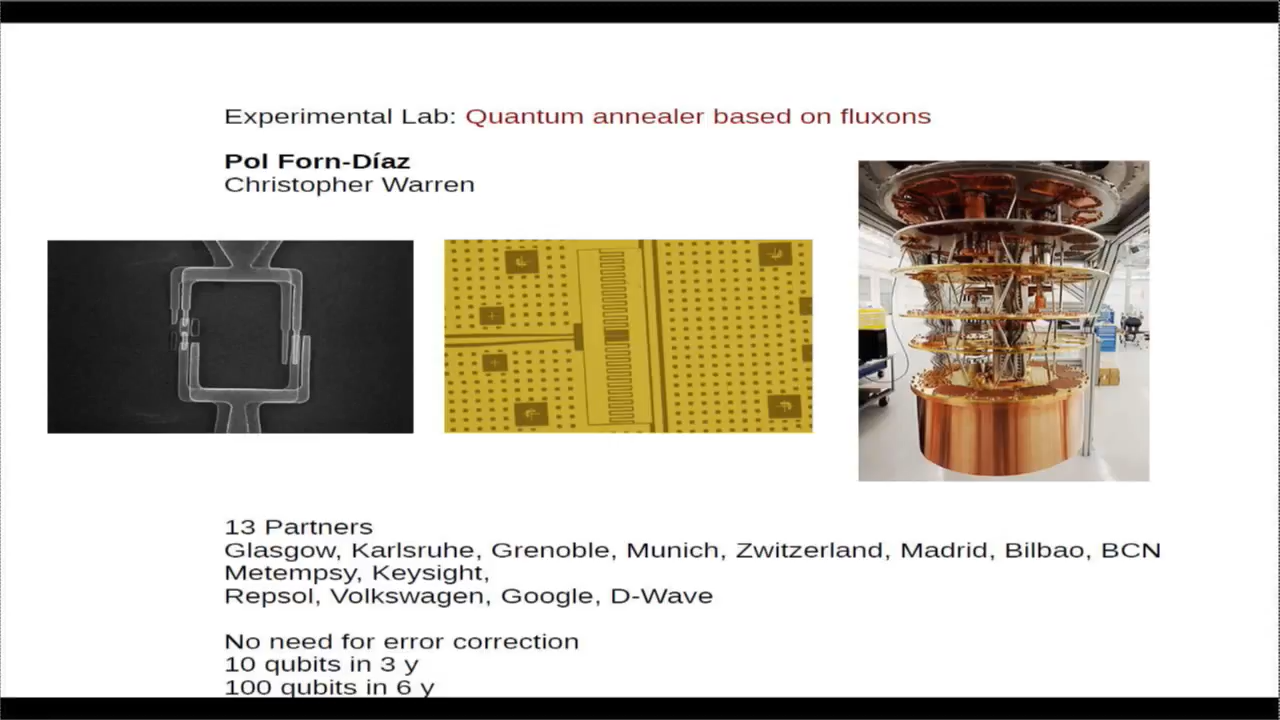 Experimental Lab: Quantum annealer based on fluxons
Pol Forn-Díaz
Christopher Warren
13 Partners
Glasgow, Karlsruhe, Grenoble, Munich, Zwitzerland, Madrid, Bilbao, BCN
Metempsy, Keysight,
Repsol, Volkswagen, Google, D-Wave
No need for error correction
10 qubits in 3 y
100 qubits in 6 y